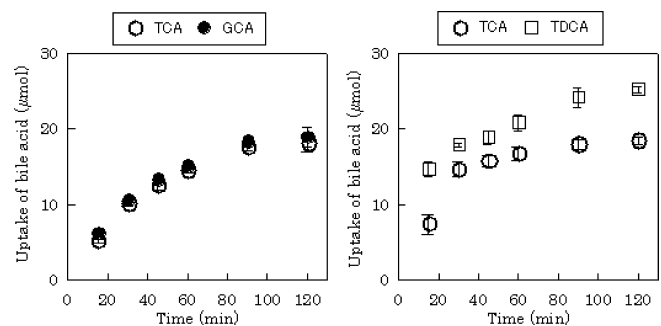 TCA GCA
Uptake of bile acid (μmol)
30
20
10
0
0 20 40 60 80 100 120
Time (min)
TCA TDCA
Uptake of bile acid (μmol)
30
20
10
0
0 20 40 60 80 100 120
Time (min)